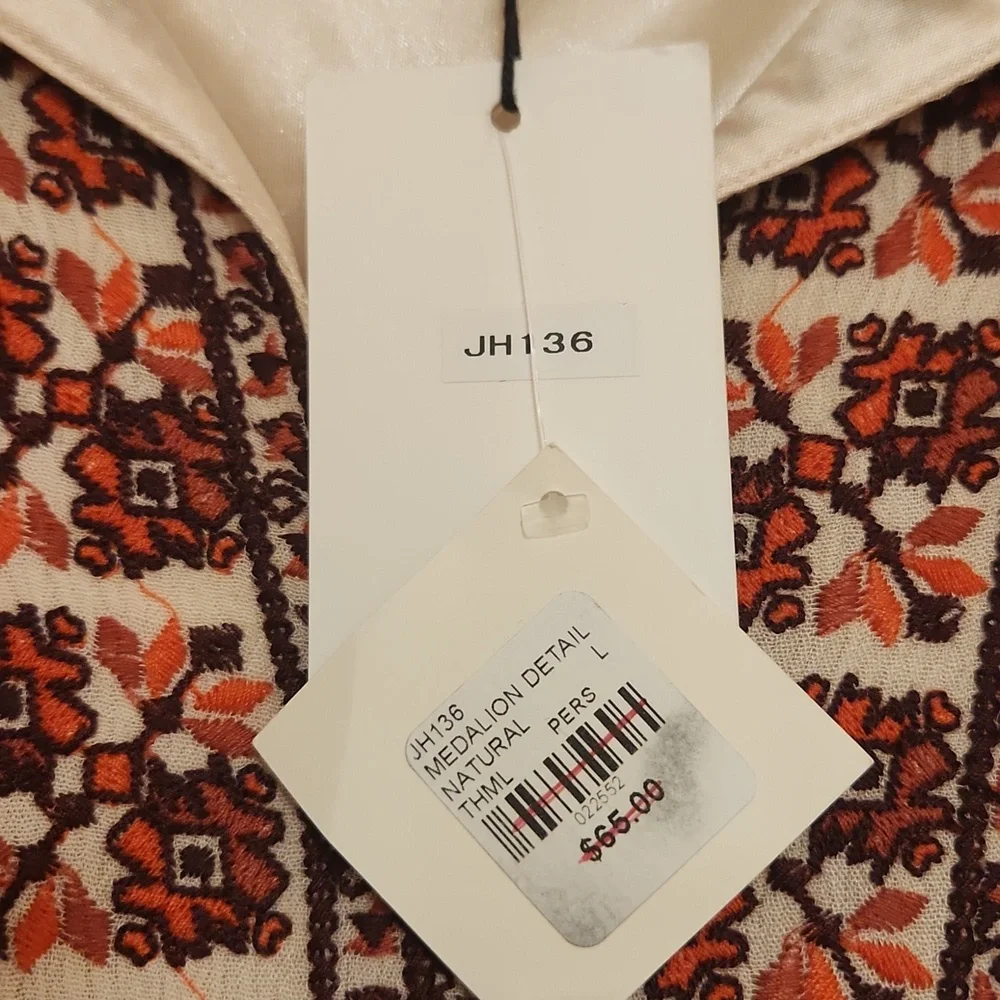 JH136
JH136
MEDALION DETAIL
NATURAL PERS L
THML
022552
$65.00